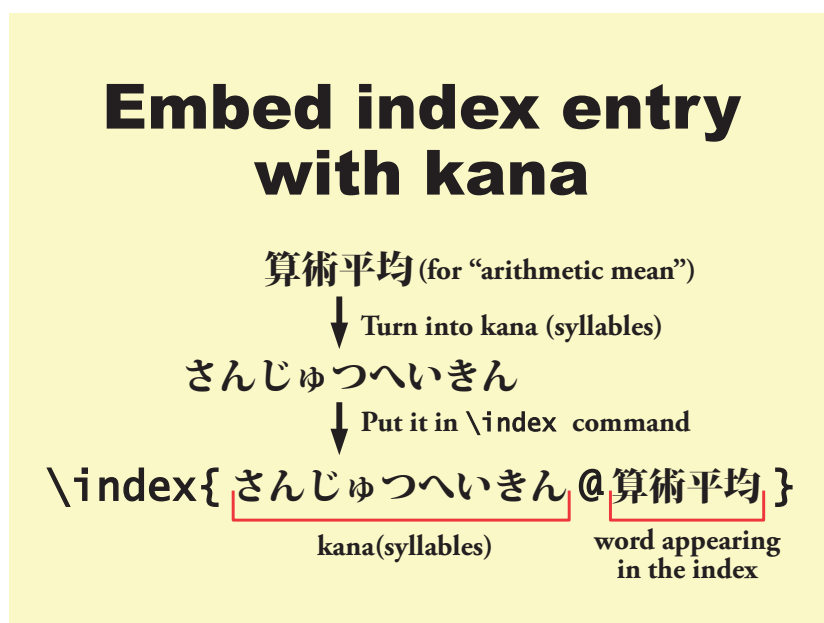 Embed index entry
with kana
算術平均 (for “arithmetic mean”)
Turn into kana (syllables)
さんじゅつへいきん
Put it in \index command
\index{さんじゅつへいきん@算術平均}
kana(syllables)
word appearing
in the index